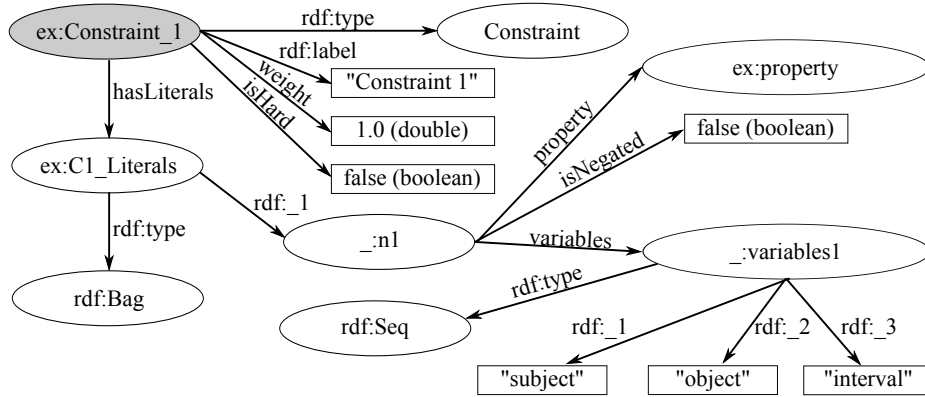 ex:Constraint_1
rdf:type
Constraint
rdf:label
"Constraint 1"
weight
1.0 (double)
isHard
false (boolean)
hasLiterals
ex:C1_Literals
rdf:type
rdf:Bag
rdf:_1
_:n1
property
ex:property
isNegated
false (boolean)
variables
_:variables1
rdf:type
rdf:Seq
rdf:_1
rdf:_2
rdf:_3
"subject"
"object"
"interval"